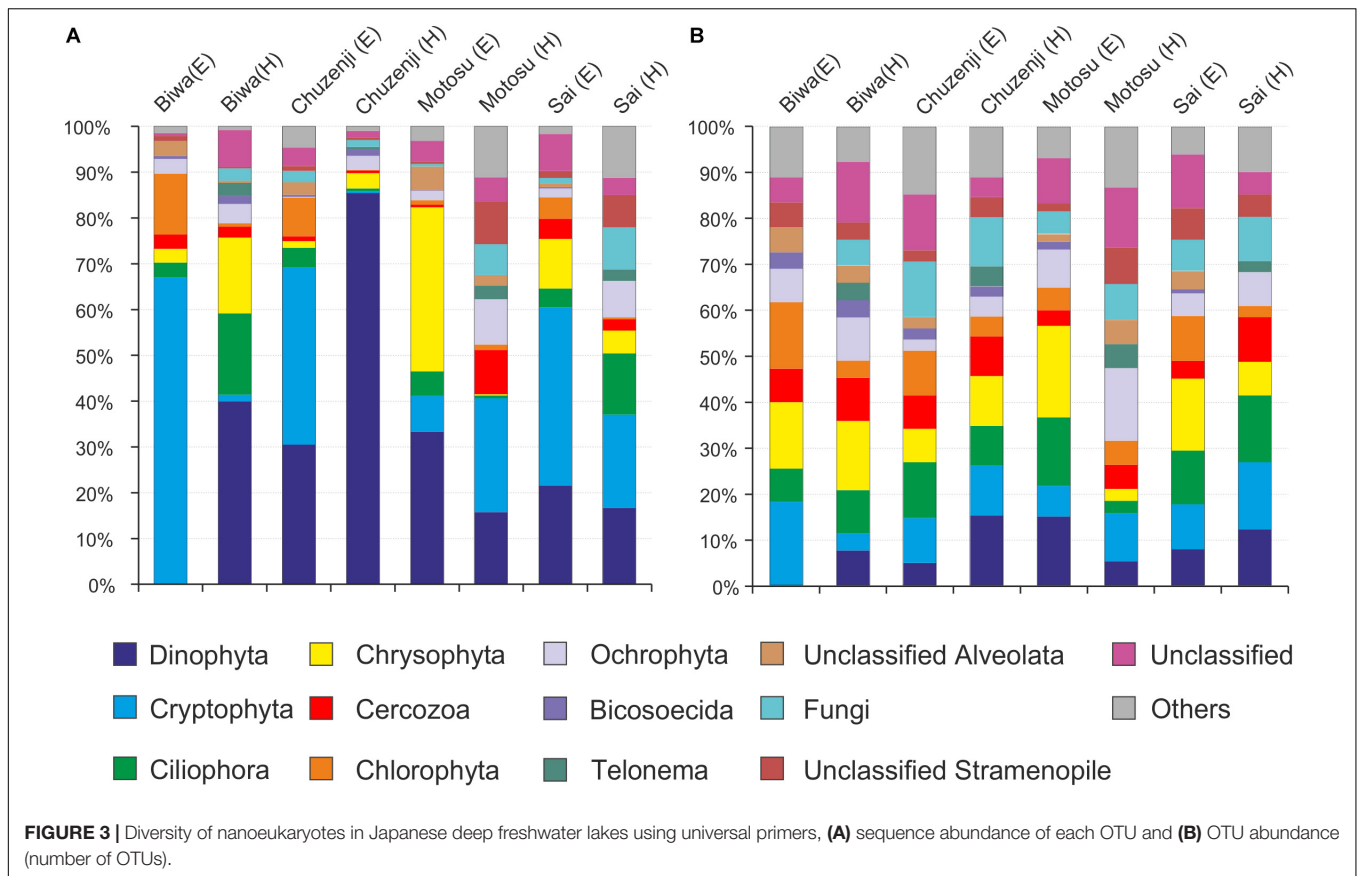 A
B
Biwa(E)
Biwa(H)
Chuzenji (E)
Chuzenji (H)
Motosu (E)
Motosu (H)
Sai (E)
Sai (H)
Biwa(E)
Biwa(H)
Chuzenji (E)
Chuzenji (H)
Motosu (E)
Motosu (H)
Sai (E)
Sai (H)
100%
90%
80%
70%
60%
50%
40%
30%
20%
10%
0%
100%
90%
80%
70%
60%
50%
40%
30%
20%
10%
0%
Dinophyta Chrysophyta Ochrophyta Unclassified Alveolata Unclassified
Cryptophyta Cercozoa Bicosoecida Fungi Others
Ciliophora Chlorophyta Telonema Unclassified Stramenopile
FIGURE 3 | Diversity of nanoeukaryotes in Japanese deep freshwater lakes using universal primers, (A) sequence abundance of each OTU and (B) OTU abundance
(number of OTUs).